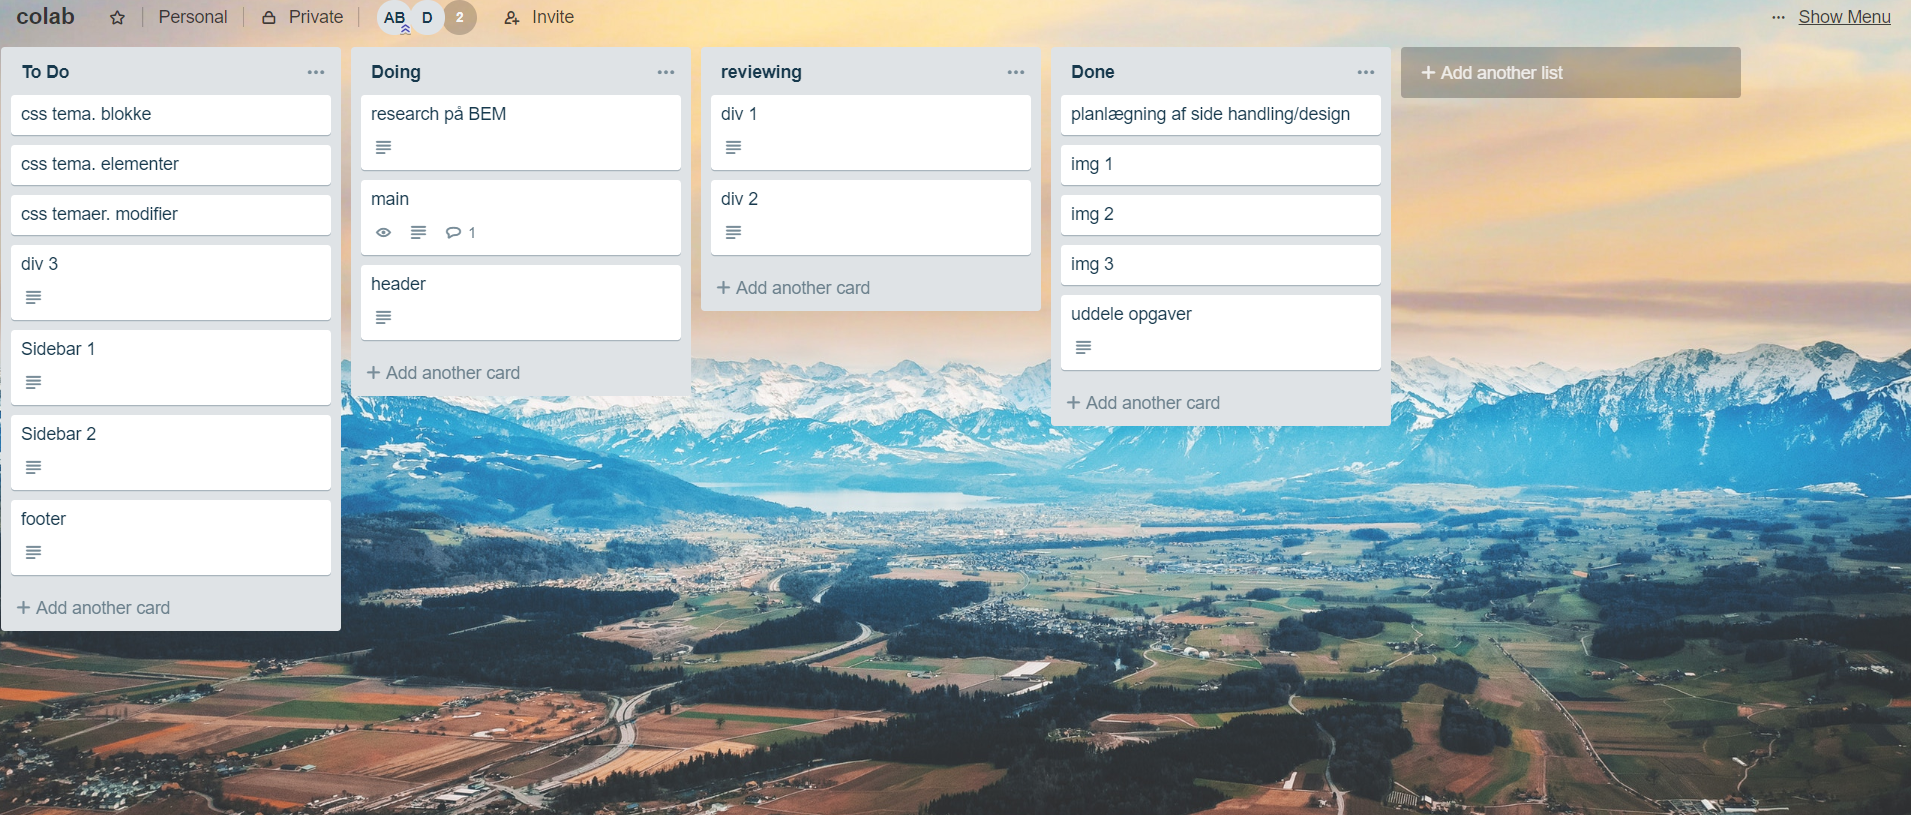 colab
Personal
Private
AB
D
2
Invite
Show Menu
To Do
css tema. blokke
css tema. elementer
css temaer. modifier
div 3
Sidebar 1
Sidebar 2
footer
+ Add another card
Doing
research på BEM
main
1
header
+ Add another card
reviewing
div 1
div 2
+ Add another card
Done
planlægning af side handling/design
img 1
img 2
img 3
uddele opgaver
+ Add another card
+ Add another list